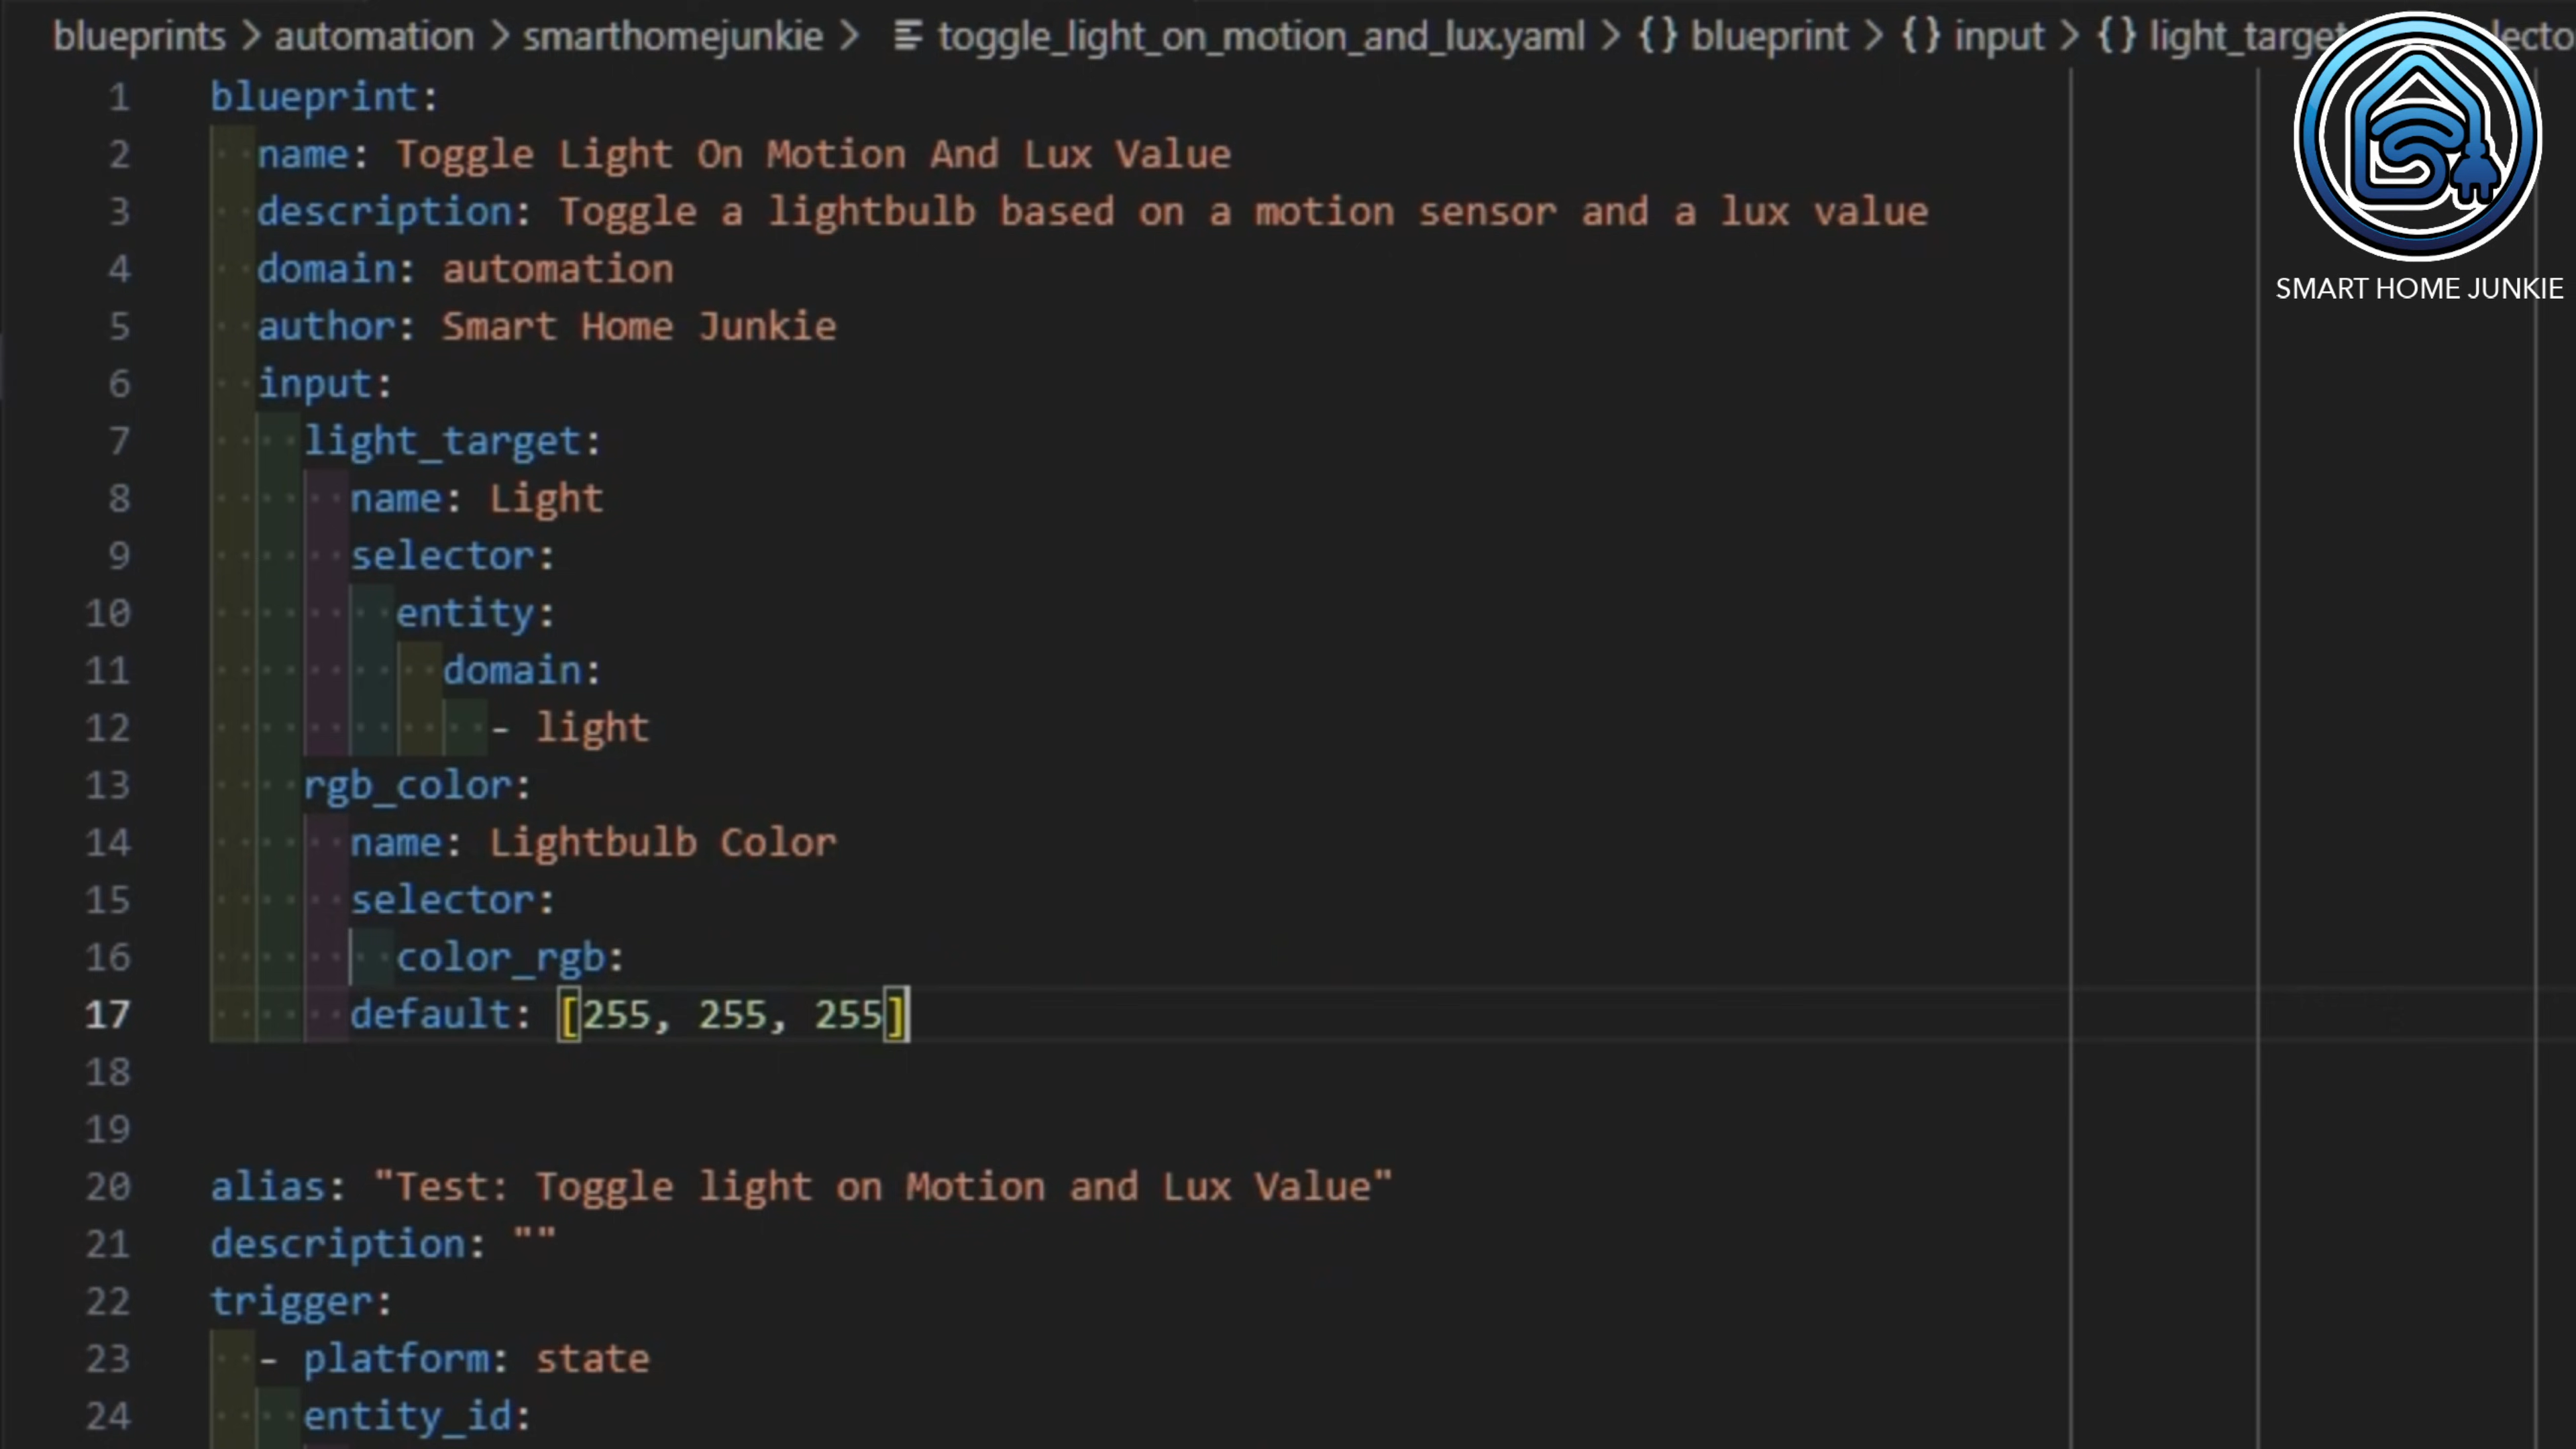 blueprints > automation > smarthomejunkie > toggle_light_on_motion_and_lux.yaml > {} blueprint > {} input > {} light_target
SMART HOME JUNKIE
1 blueprint:
2 name: Toggle Light On Motion And Lux Value
3 description: Toggle a lightbulb based on a motion sensor and a lux value
4 domain: automation
5 author: Smart Home Junkie
6 input:
7 light_target:
8 name: Light
9 selector:
10 entity:
11 domain:
12 - light
13 rgb_color:
14 name: Lightbulb Color
15 selector:
16 color_rgb:
17 default: [255, 255, 255]
18
19
20 alias: "Test: Toggle light on Motion and Lux Value"
21 description: ""
22 trigger:
23 - platform: state
24 entity_id: